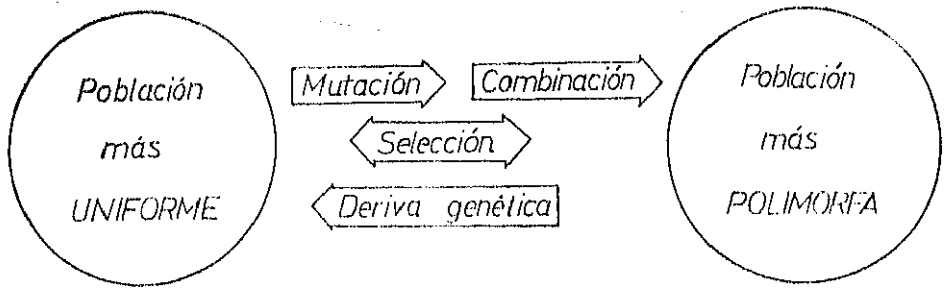 Población
más
UNIFORME
Mutación
Combinación
Selección
Deriva genética
Población
más
POLIMORFA